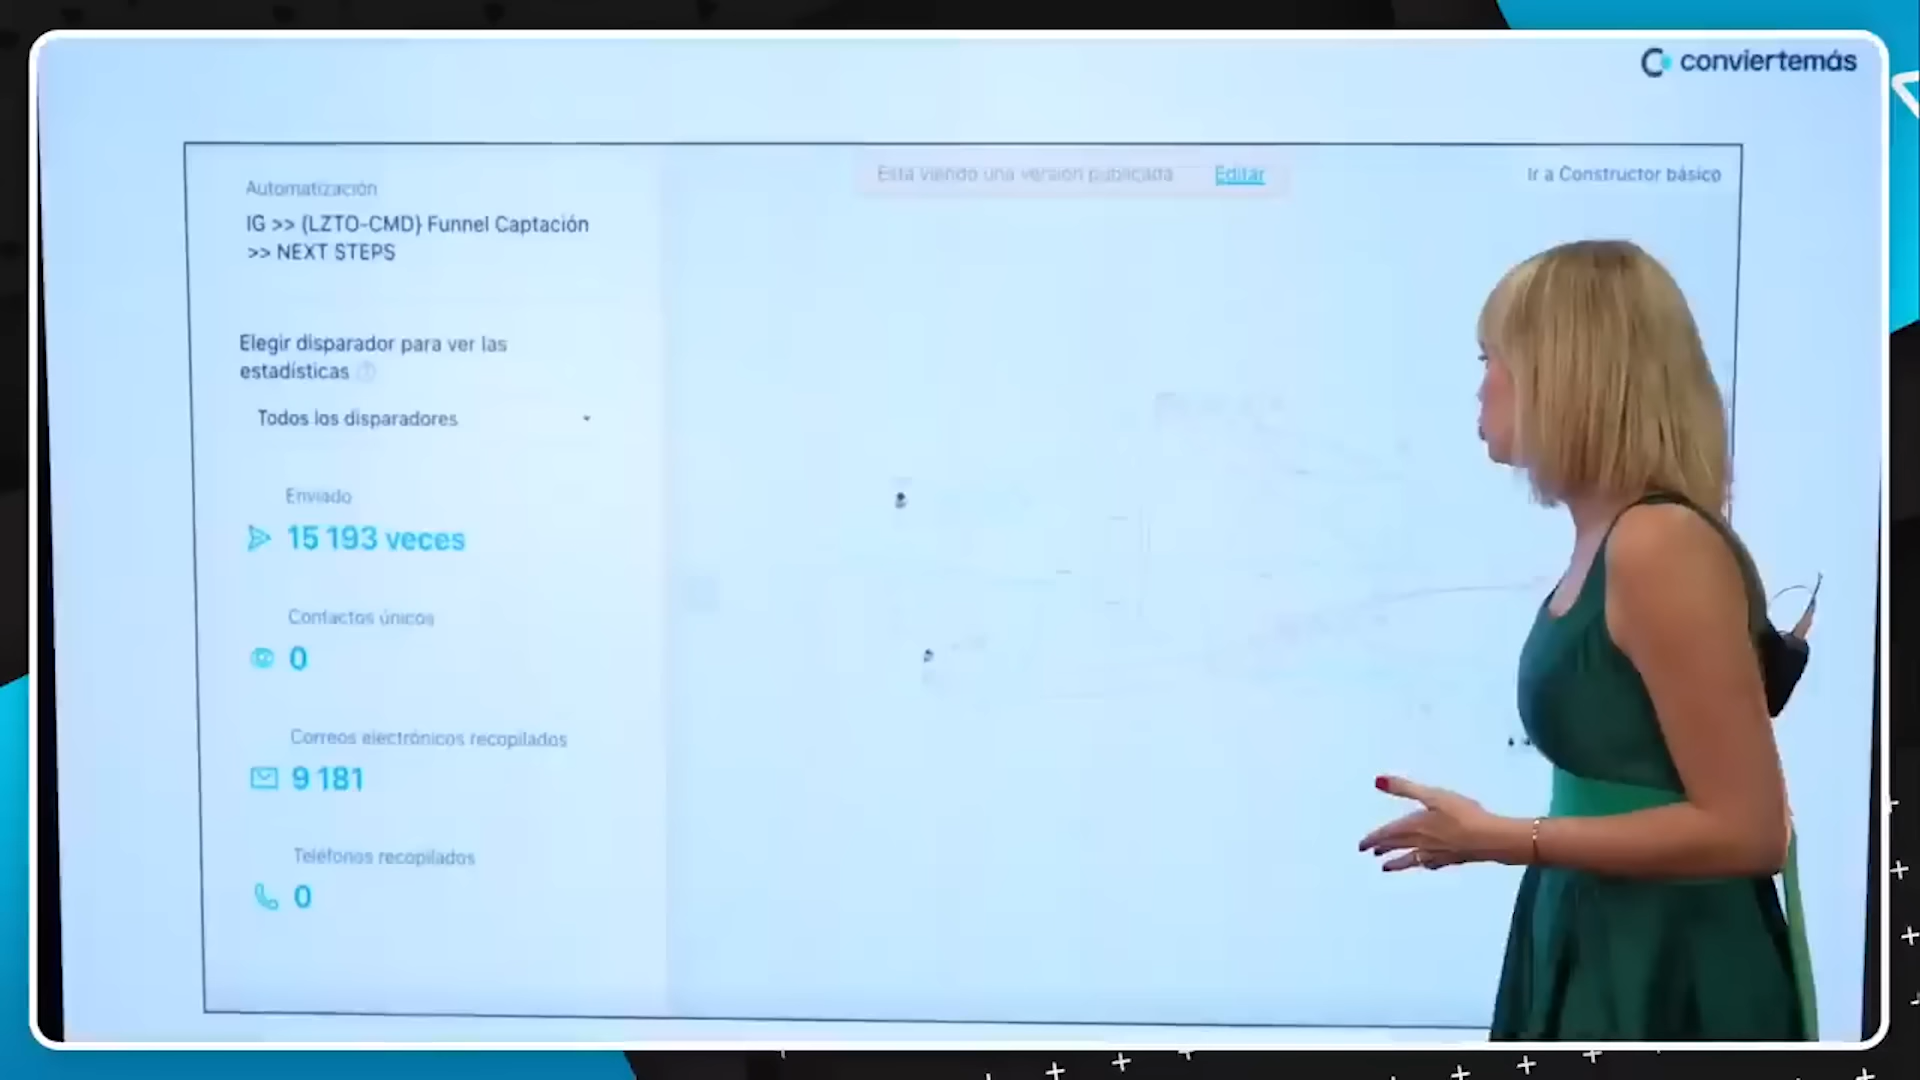 conviertemás
Automatización
IG >> (LZTO-CMD) Funnel Captación
>> NEXT STEPS
Está viendo una versión publicada
Editar
Ir a Constructor básico
Elegir disparador para ver las
estadísticas
Todos los disparadores
Enviado
15 193 veces
Contactos únicos
0
Correos electrónicos recopilados
9 181
Teléfonos recopilados
0